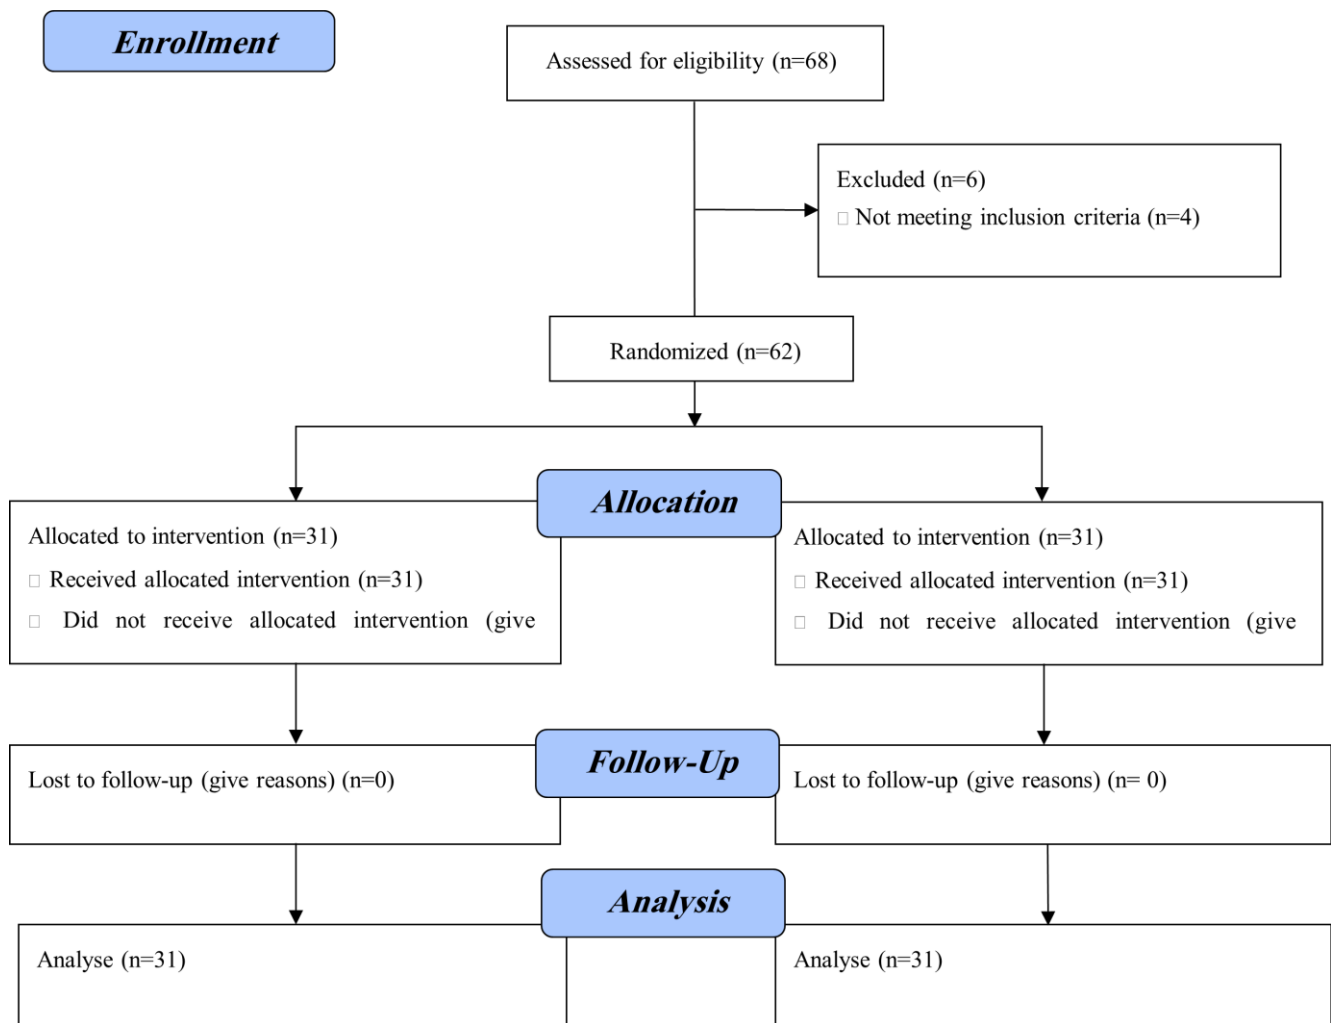 Enrollment
Assessed for eligibility (n=68)
Excluded (n=6)
□ Not meeting inclusion criteria (n=4)
Randomized (n=62)
Allocation
Allocated to intervention (n=31)
□ Received allocated intervention (n=31)
□ Did not receive allocated intervention (give
Allocated to intervention (n=31)
□ Received allocated intervention (n=31)
□ Did not receive allocated intervention (give
Follow-Up
Lost to follow-up (give reasons) (n=0)
Lost to follow-up (give reasons) (n= 0)
Analysis
Analyse (n=31)
Analyse (n=31)